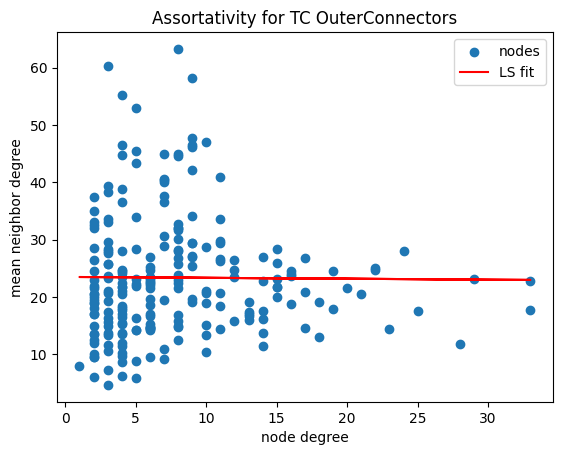 Assortativity for TC OuterConnectors
nodes
LS fit
mean neighbor degree
60
50
40
30
20
10
0
5
10
15
20
25
30
node degree